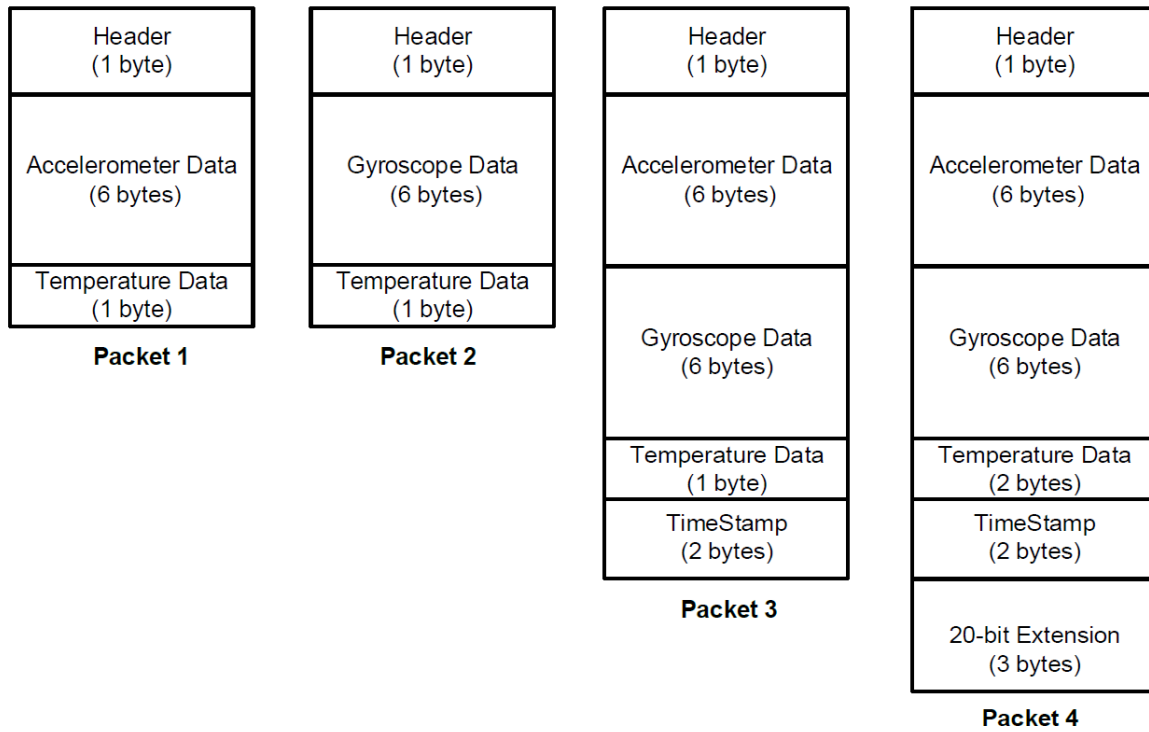 Header
(1 byte)
Accelerometer Data
(6 bytes)
Temperature Data
(1 byte)
Packet 1
Header
(1 byte)
Gyroscope Data
(6 bytes)
Temperature Data
(1 byte)
Packet 2
Header
(1 byte)
Accelerometer Data
(6 bytes)
Gyroscope Data
(6 bytes)
Temperature Data
(1 byte)
TimeStamp
(2 bytes)
Packet 3
Header
(1 byte)
Accelerometer Data
(6 bytes)
Gyroscope Data
(6 bytes)
Temperature Data
(2 bytes)
TimeStamp
(2 bytes)
20-bit Extension
(3 bytes)
Packet 4